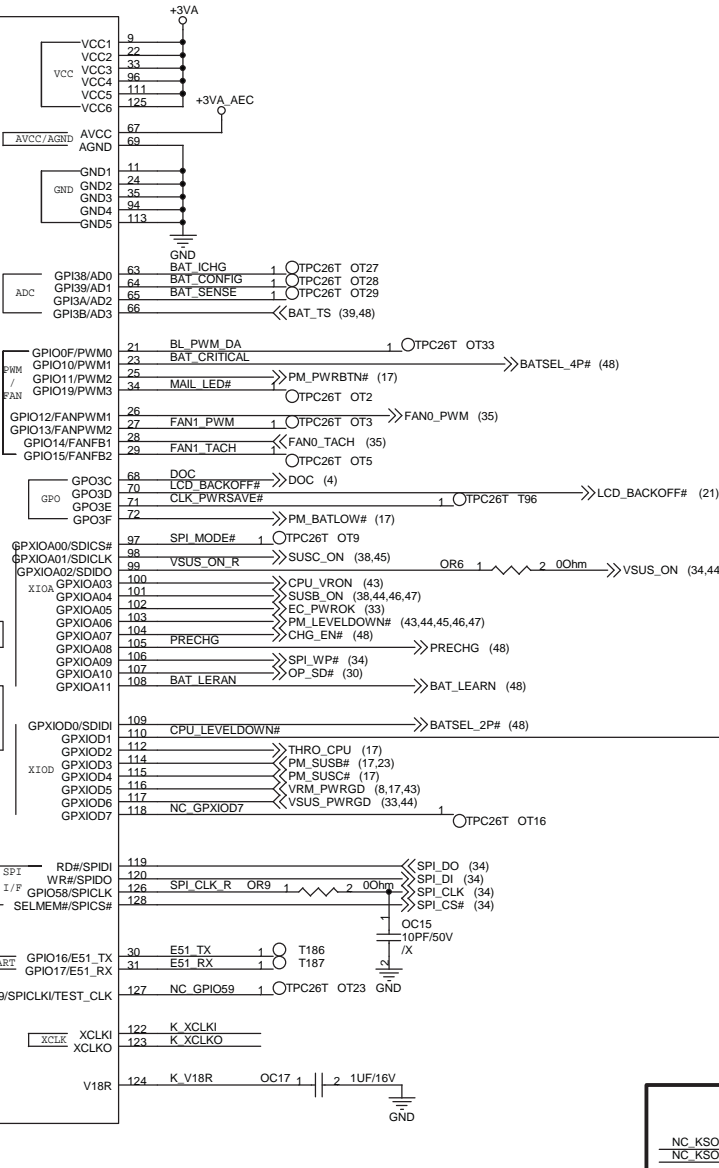 +3VA
VCC1 9
VCC2 22
VCC VCC3 33
VCC4 96
VCC5 111
VCC6 125
+3VA_AEC
AVCC/AGND AVCC 67
AGND 69
GND1 11
GND GND2 24
GND3 35
GND4 94
GND5 113
GND
GPI38/AD0 63 BAT_ICHG 1 TPC26T OT27
ADC GPI39/AD1 64 BAT_CONFIG 1 TPC26T OT28
GPI3A/AD2 65 BAT_SENSE 1 TPC26T OT29
GPI3B/AD3 66 BAT_TS (39,48)
GPIO0F/PWM0 21 BL_PWM_DA 1 TPC26T OT33
PWM GPIO10/PWM1 23 BAT_CRITICAL BATSEL_4P# (48)
/ GPIO11/PWM2 25 PM_PWRBTN# (17)
FAN GPIO19/PWM3 34 MAIL_LED# 1 TPC26T OT2
GPIO12/FANPWM1 26 FAN0_PWM (35)
GPIO13/FANPWM2 27 FAN1_PWM 1 TPC26T OT3
GPIO14/FANFB1 28 FAN0_TACH (35)
GPIO15/FANFB2 29 FAN1_TACH 1 TPC26T OT5
GPO3C 68 DOC DOC (4)
GPO GPO3D 70 LCD_BACKOFF# LCD_BACKOFF# (21)
GPO3E 71 CLK_PWRSAVE# 1 TPC26T T96
GPO3F 72 PM_BATLOW# (17)
GPXIOA00/SDICS# 97 SPI_MODE# 1 TPC26T OT9
GPXIOA01/SDICLK 98 SUSC_ON (38,45)
GPXIOA02/SDIDO 99 VSUS_ON_R OR6 1 2 0Ohm VSUS_ON (34,44
XIOA GPXIOA03 100 CPU_VRON (43)
GPXIOA04 101 SUSB_ON (38,44,46,47)
GPXIOA05 102 EC_PWROK (33)
GPXIOA06 103 PM_LEVELDOWN# (43,44,45,46,47)
GPXIOA07 104 CHG_EN# (48)
GPXIOA08 105 PRECHG PRECHG (48)
GPXIOA09 106 SPI_WP# (34)
GPXIOA10 107 OP_SD# (30)
GPXIOA11 108 BAT_LERAN BAT_LEARN (48)
GPXIOD0/SDIDI 109 BATSEL_2P# (48)
GPXIOD1 110 CPU_LEVELDOWN#
GPXIOD2 112 THRO_CPU (17)
GPXIOD3 114 PM_SUSB# (17,23)
XIOD GPXIOD4 115 PM_SUSC# (17)
GPXIOD5 116 VRM_PWRGD (8,17,43)
GPXIOD6 117 VSUS_PWRGD (33,44)
GPXIOD7 118 NC_GPXIOD7 1 TPC26T OT16
SPI RD#/SPIDI 119 SPI_DO (34)
WR#/SPIDO 120 SPI_DI (34)
I/F GPIO58/SPICLK 126 SPI_CLK_R OR9 1 2 0Ohm SPI_CLK (34)
SELMEM#/SPICS# 128 SPI_CS# (34)
1
OC15
10PF/50V
/X
2
GND
ART GPIO16/E51_TX 30 E51_TX 1 T186
GPIO17/E51_RX 31 E51_RX 1 T187
9/SPICLKI/TEST_CLK 127 NC_GPIO59 1 TPC26T OT23
XCLK XCLKI 122 K_XCLKI
XCLKO 123 K_XCLKO
V18R 124 K_V18R OC17 1 2 1UF/16V
GND
NC_KSO
NC_KSO